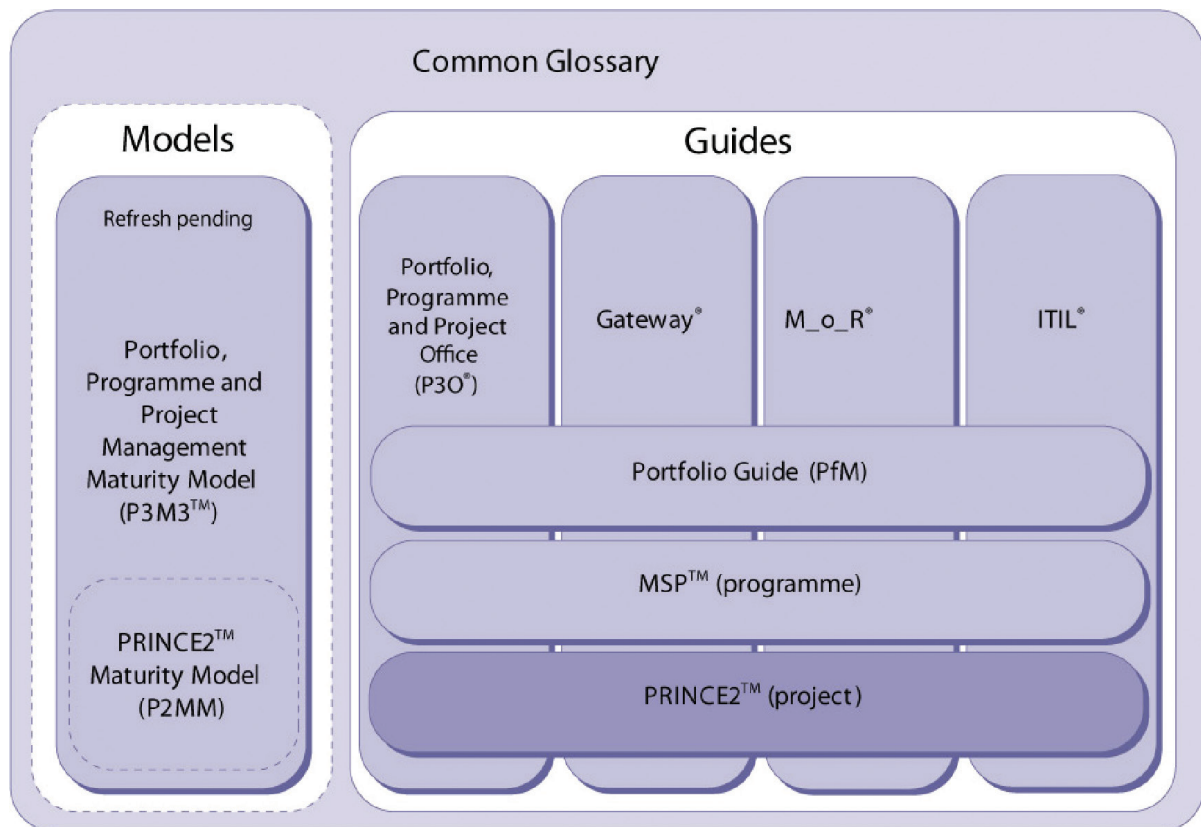 Common Glossary
Models
Refresh pending
Portfolio,
Programme and
Project
Management
Maturity Model
(P3M3™)
PRINCE2™
Maturity Model
(P2MM)
Guides
Portfolio,
Programme
and Project
Office
(P3O®)
Gateway®
M_o_R®
ITIL®
Portfolio Guide (PfM)
MSP™ (programme)
PRINCE2™ (project)